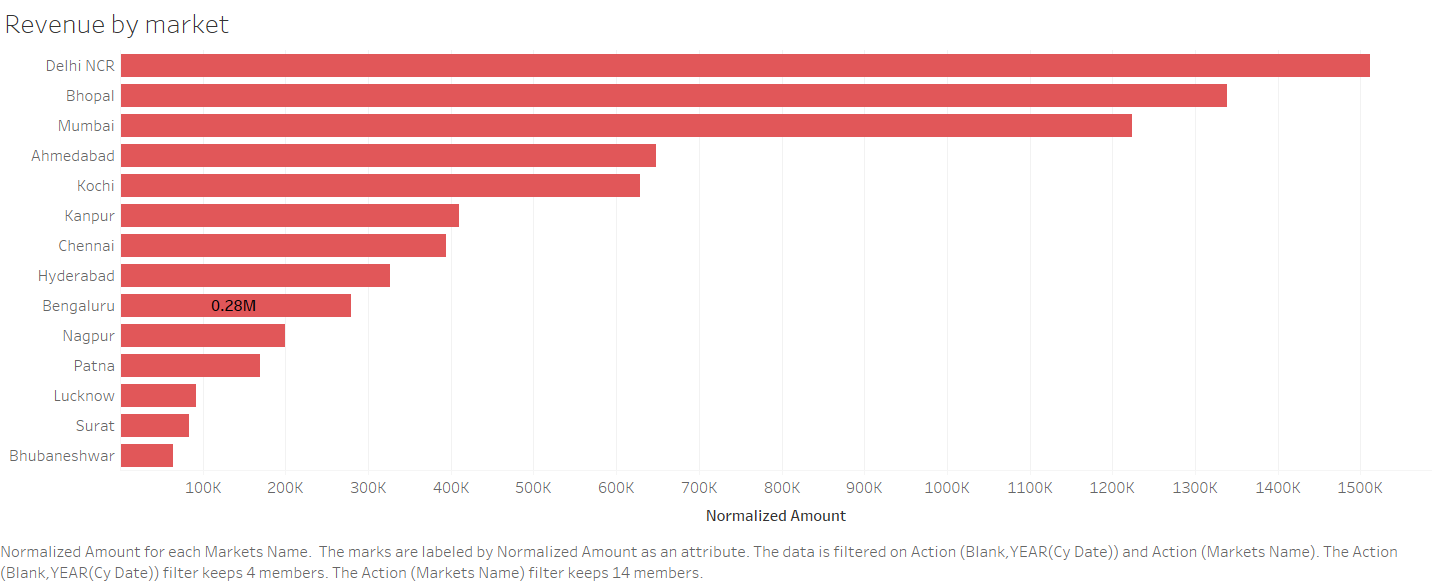 Revenue by market
Delhi NCR
Bhopal
Mumbai
Ahmedabad
Kochi
Kanpur
Chennai
Hyderabad
Bengaluru 0.28M
Nagpur
Patna
Lucknow
Surat
Bhubaneshwar
100K 200K 300K 400K 500K 600K 700K 800K 900K 1000K 1100K 1200K 1300K 1400K 1500K
Normalized Amount
Normalized Amount for each Markets Name.  The marks are labeled by Normalized Amount as an attribute. The data is filtered on Action (Blank,YEAR(Cy Date)) and Action (Markets Name). The Action
(Blank,YEAR(Cy Date)) filter keeps 4 members. The Action (Markets Name) filter keeps 14 members.